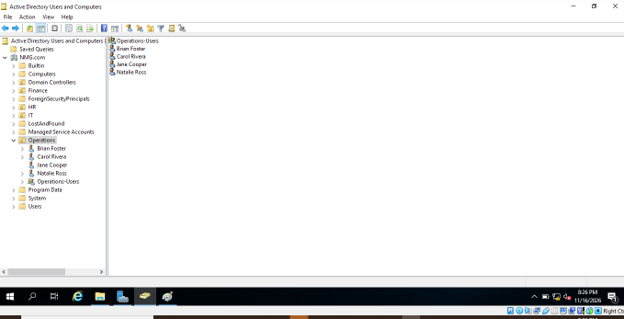 Active Directory Users and Computers
File Action View Help
Active Directory Users and Computers
Saved Queries
NMG.com
Builtin
Computers
Domain Controllers
Finance
ForeignSecurityPrincipals
HR
IT
LostAndFound
Managed Service Accounts
Operations
Brian Foster
Carol Rivera
Jane Cooper
Natalie Ross
Operations-Users
Program Data
System
Users
Operations-Users
Brian Foster
Carol Rivera
Jane Cooper
Natalie Ross
8:26 PM
11/16/2026
Right Ct